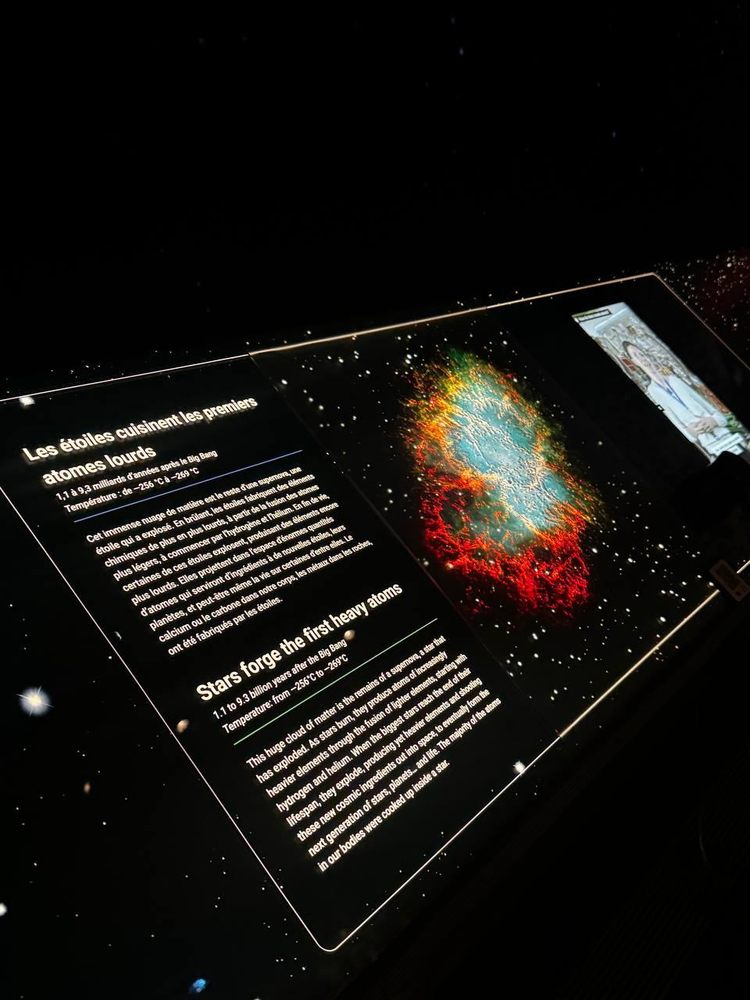 Les étoiles cuisinent les premiers
atomes lourds
1,1 à 9,3 milliards d'années après le Big Bang
Température : de −256 °C à −269 °C
Cet immense nuage de matière est le reste d'une supernova, une
étoile qui a explosé. En brûlant, les étoiles fabriquent des éléments
chimiques de plus en plus lourds, à partir de la fusion des atomes
plus légers, à commencer par l'hydrogène et l'hélium. En fin de vie,
certaines de ces étoiles explosent, produisant des éléments encore
plus lourds. Elles projettent dans l'espace d'énormes quantités
d'atomes qui serviront d'ingrédients à de nouvelles étoiles, leurs
planètes, et peut-être même la vie sur certaines d'entre elles. Le
calcium ou le carbone dans notre corps, les métaux dans les roches,
ont été fabriqués par les étoiles.
Stars forge the first heavy atoms
1.1 to 9.3 billion years after the Big Bang
Temperature: from −256°C to −269°C
This huge cloud of matter is the remains of a supernova, a star that
has exploded. As stars burn, they produce atoms of increasingly
heavier elements through the fusion of lighter elements, starting with
hydrogen and helium. When the biggest stars reach the end of their
lifespan, they explode, producing yet heavier elements and shooting
these new cosmic ingredients out into space, to eventually form the
next generation of stars, planets... and life. The majority of the atoms
in our bodies were cooked up inside a star.